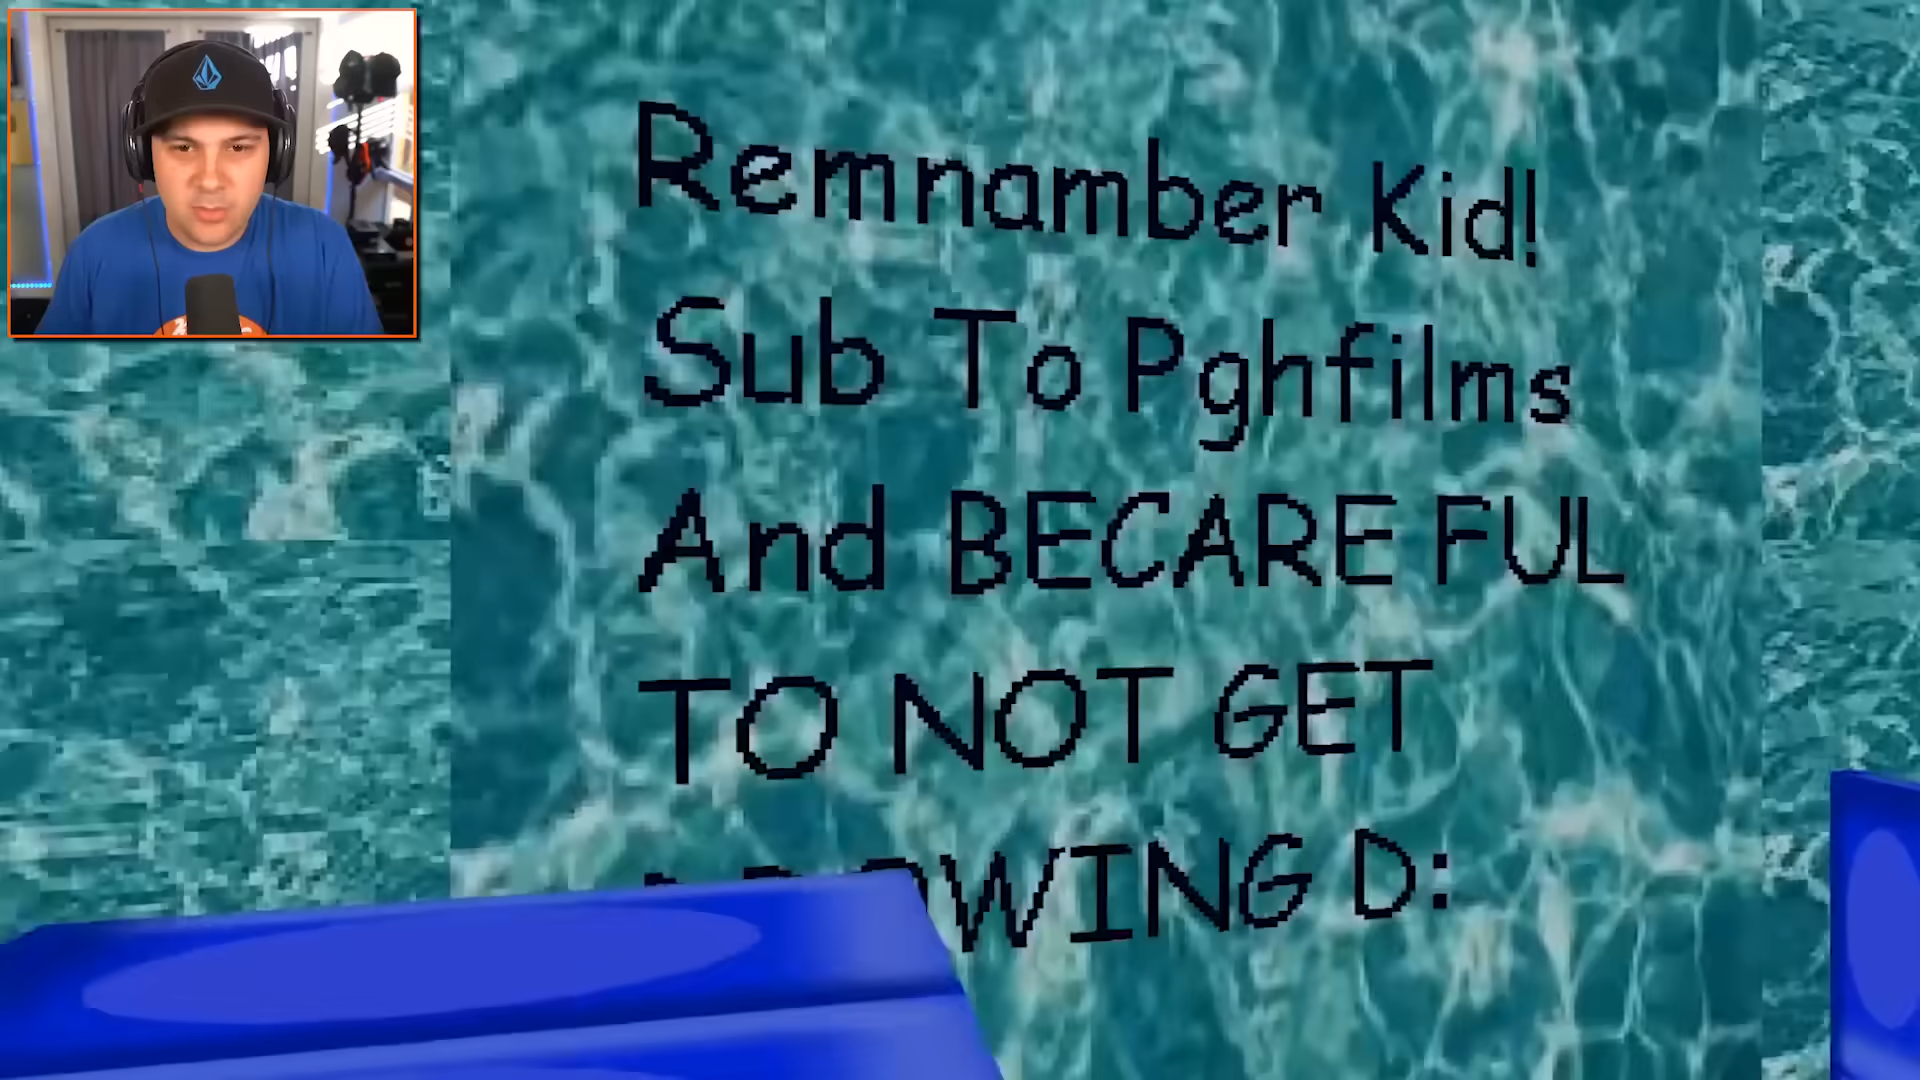 Remnamber Kid!
Sub To Pghfilms
And BECARE FUL
TO NOT GET
D: